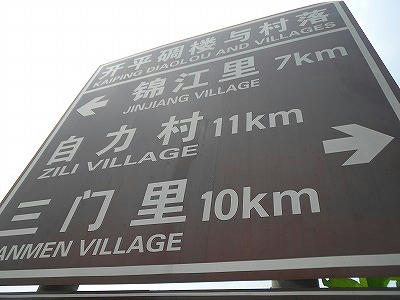 开平碉楼与村落
KAIPING DIAOLOU AND VILLAGES
锦江里 7km
JINJIANG VILLAGE
自力村 11km
ZILI VILLAGE
三门里 10km
ANMEN VILLAGE